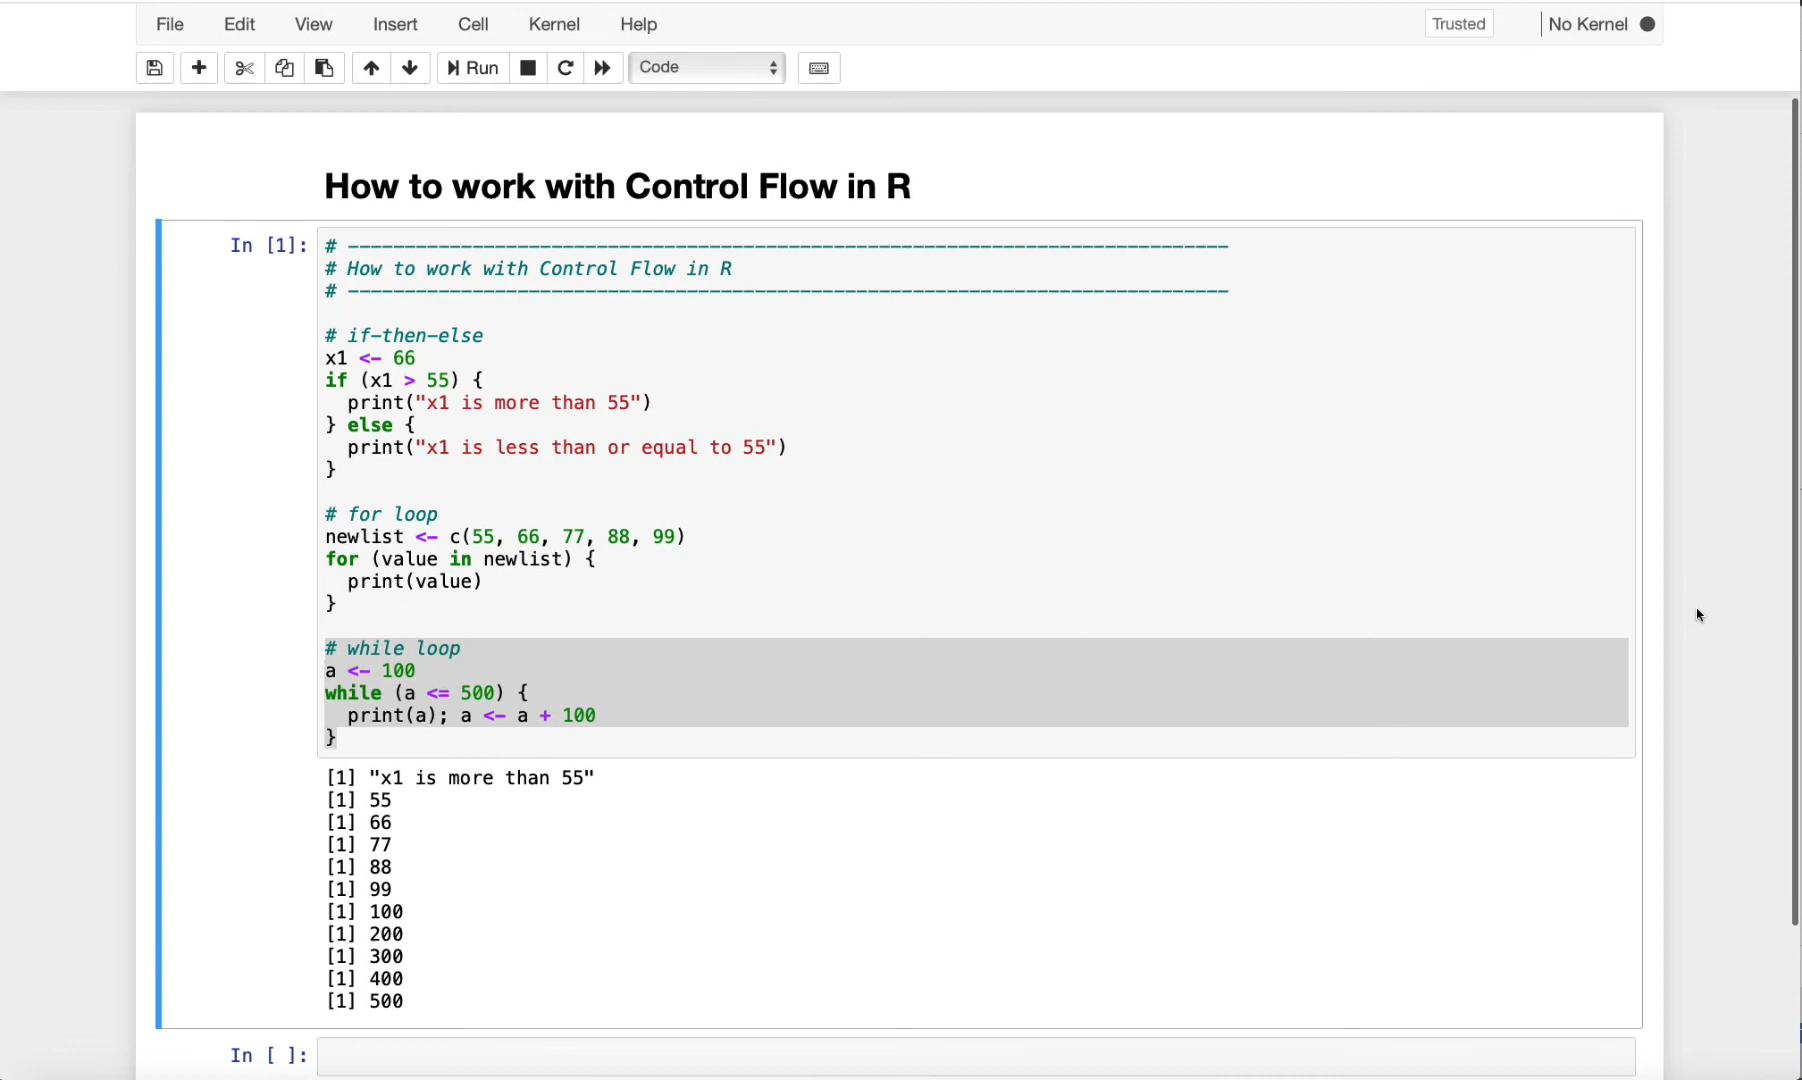 File Edit View Insert Cell Kernel Help Trusted No Kernel
Run Code
How to work with Control Flow in R
In [1]:
# ------------------------------------------------------------------------------
# How to work with Control Flow in R
# ------------------------------------------------------------------------------
# if-then-else
x1 <- 66
if (x1 > 55) {
  print("x1 is more than 55")
} else {
  print("x1 is less than or equal to 55")
}
# for loop
newlist <- c(55, 66, 77, 88, 99)
for (value in newlist) {
  print(value)
}
# while loop
a <- 100
while (a <= 500) {
  print(a); a <- a + 100
}
[1] "x1 is more than 55"
[1] 55
[1] 66
[1] 77
[1] 88
[1] 99
[1] 100
[1] 200
[1] 300
[1] 400
[1] 500
In [ ]: